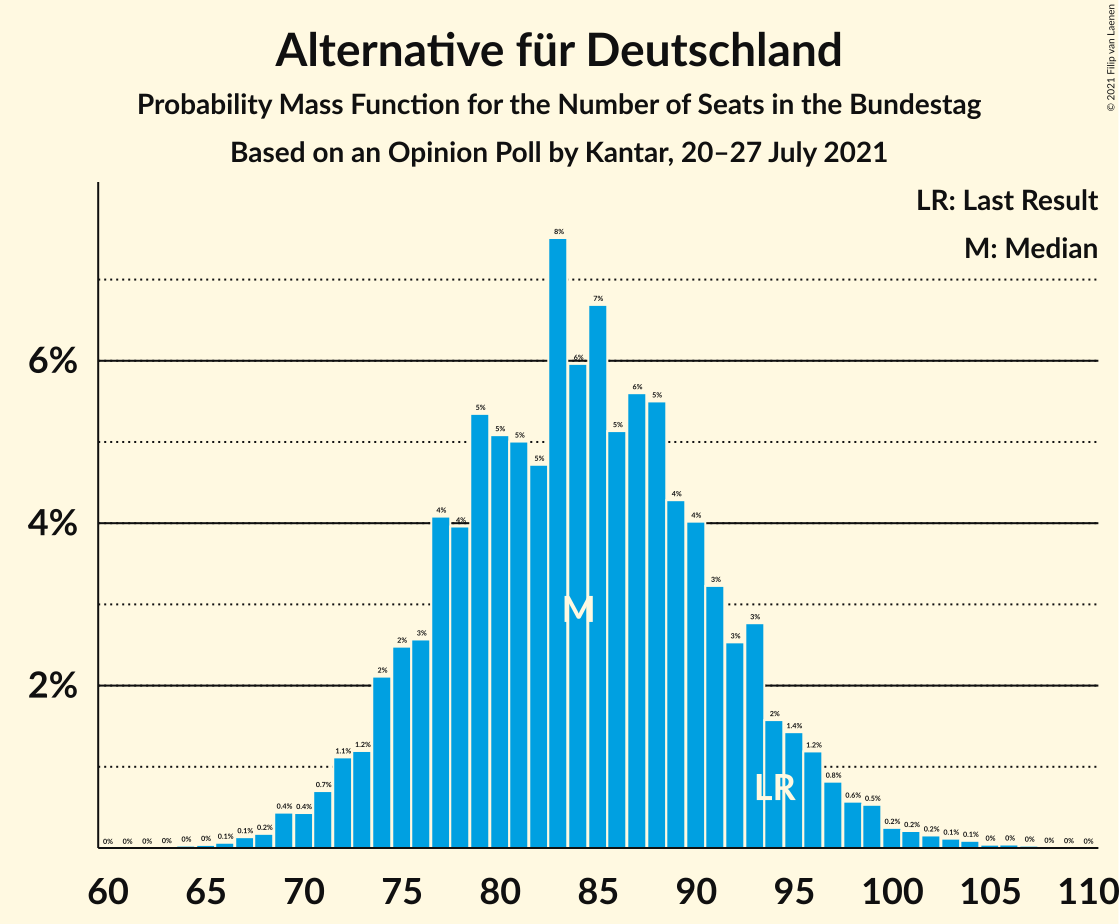 © 2021 Filip van Laenen
Alternative für Deutschland
Probability Mass Function for the Number of Seats in the Bundestag
Based on an Opinion Poll by Kantar, 20–27 July 2021
LR: Last Result
M: Median
6%
4%
2%
0% 0% 0% 0% 0% 0% 0.1% 0.1% 0.2% 0.4% 0.4% 0.7% 1.1% 1.2% 2% 2% 3% 4% 4% 5% 5% 5% 5% 8% 6% 7% 5% 6% 5% 4% 4% 3% 3% 3% 2% 1.4% 1.2% 0.8% 0.6% 0.5% 0.2% 0.2% 0.2% 0.1% 0.1% 0% 0% 0% 0% 0% 0%
M
LR
60 65 70 75 80 85 90 95 100 105 110